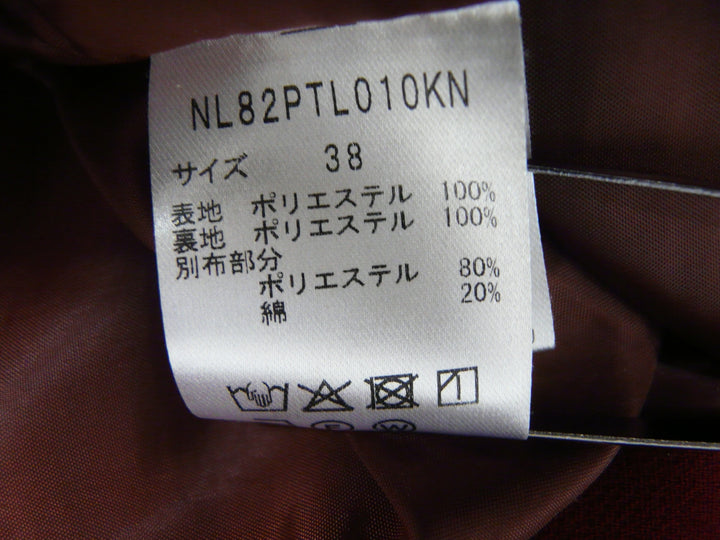 NL82PTL010KN
サイズ 38
表地 ポリエステル 100%
裏地 ポリエステル 100%
別布部分
ポリエステル 80%
綿 20%